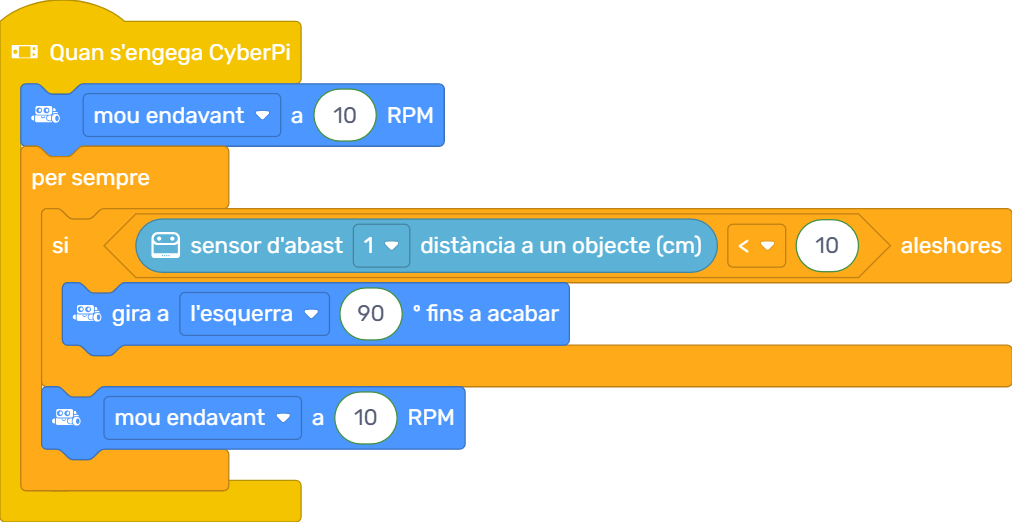 Quan s'engega CyberPi
mou endavant a 10 RPM
per sempre
si sensor d'abast 1 distància a un objecte (cm) < 10 aleshores
gira a l'esquerra 90 ° fins a acabar
mou endavant a 10 RPM